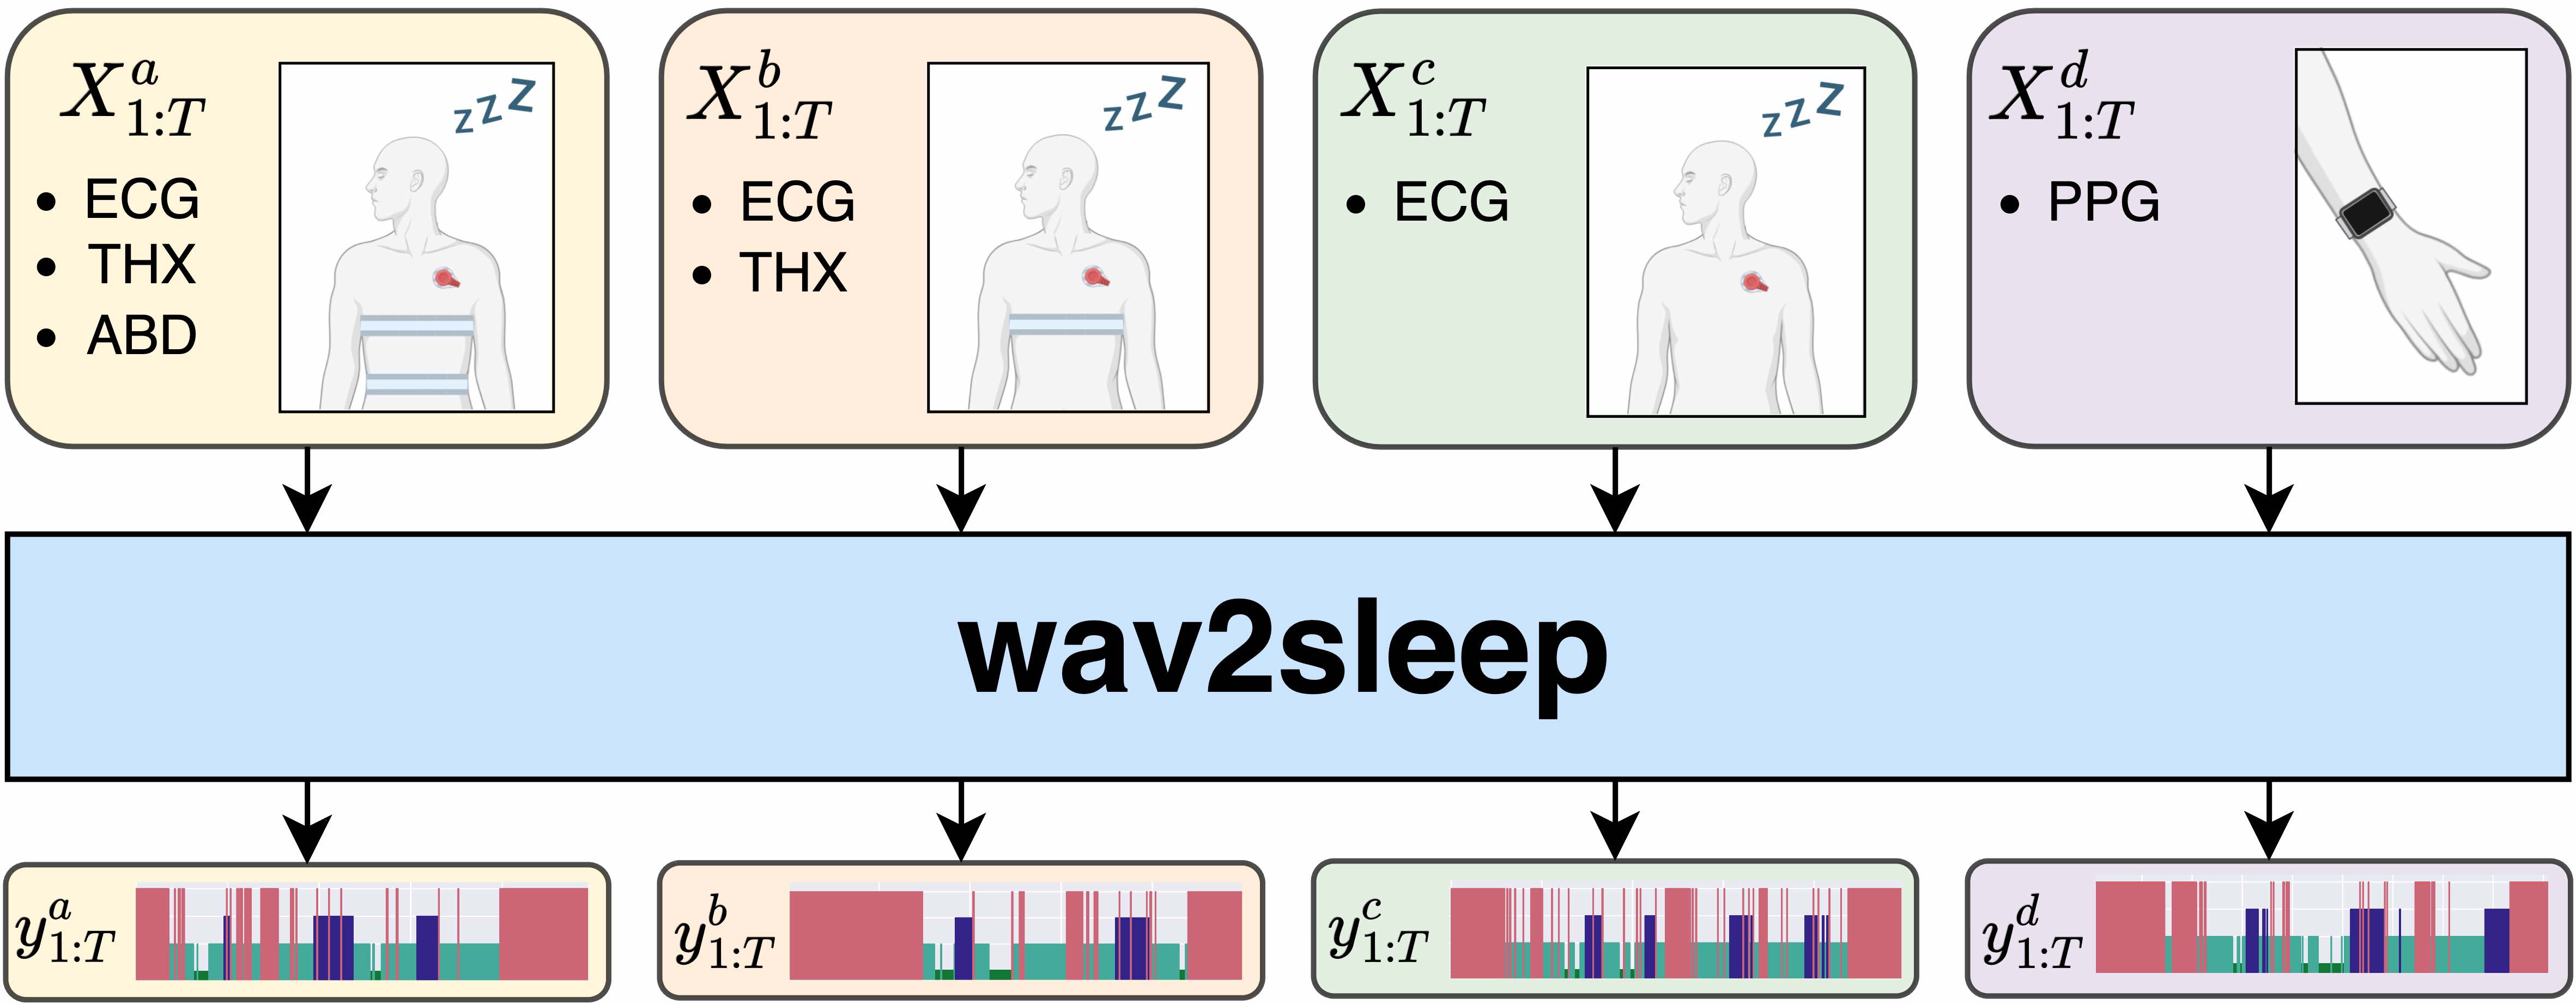 X^a_{1:T}
• ECG
• THX
• ABD
z z Z
X^b_{1:T}
• ECG
• THX
z z Z
X^c_{1:T}
• ECG
z z Z
X^d_{1:T}
• PPG
wav2sleep
y^a_{1:T}
y^b_{1:T}
y^c_{1:T}
y^d_{1:T}